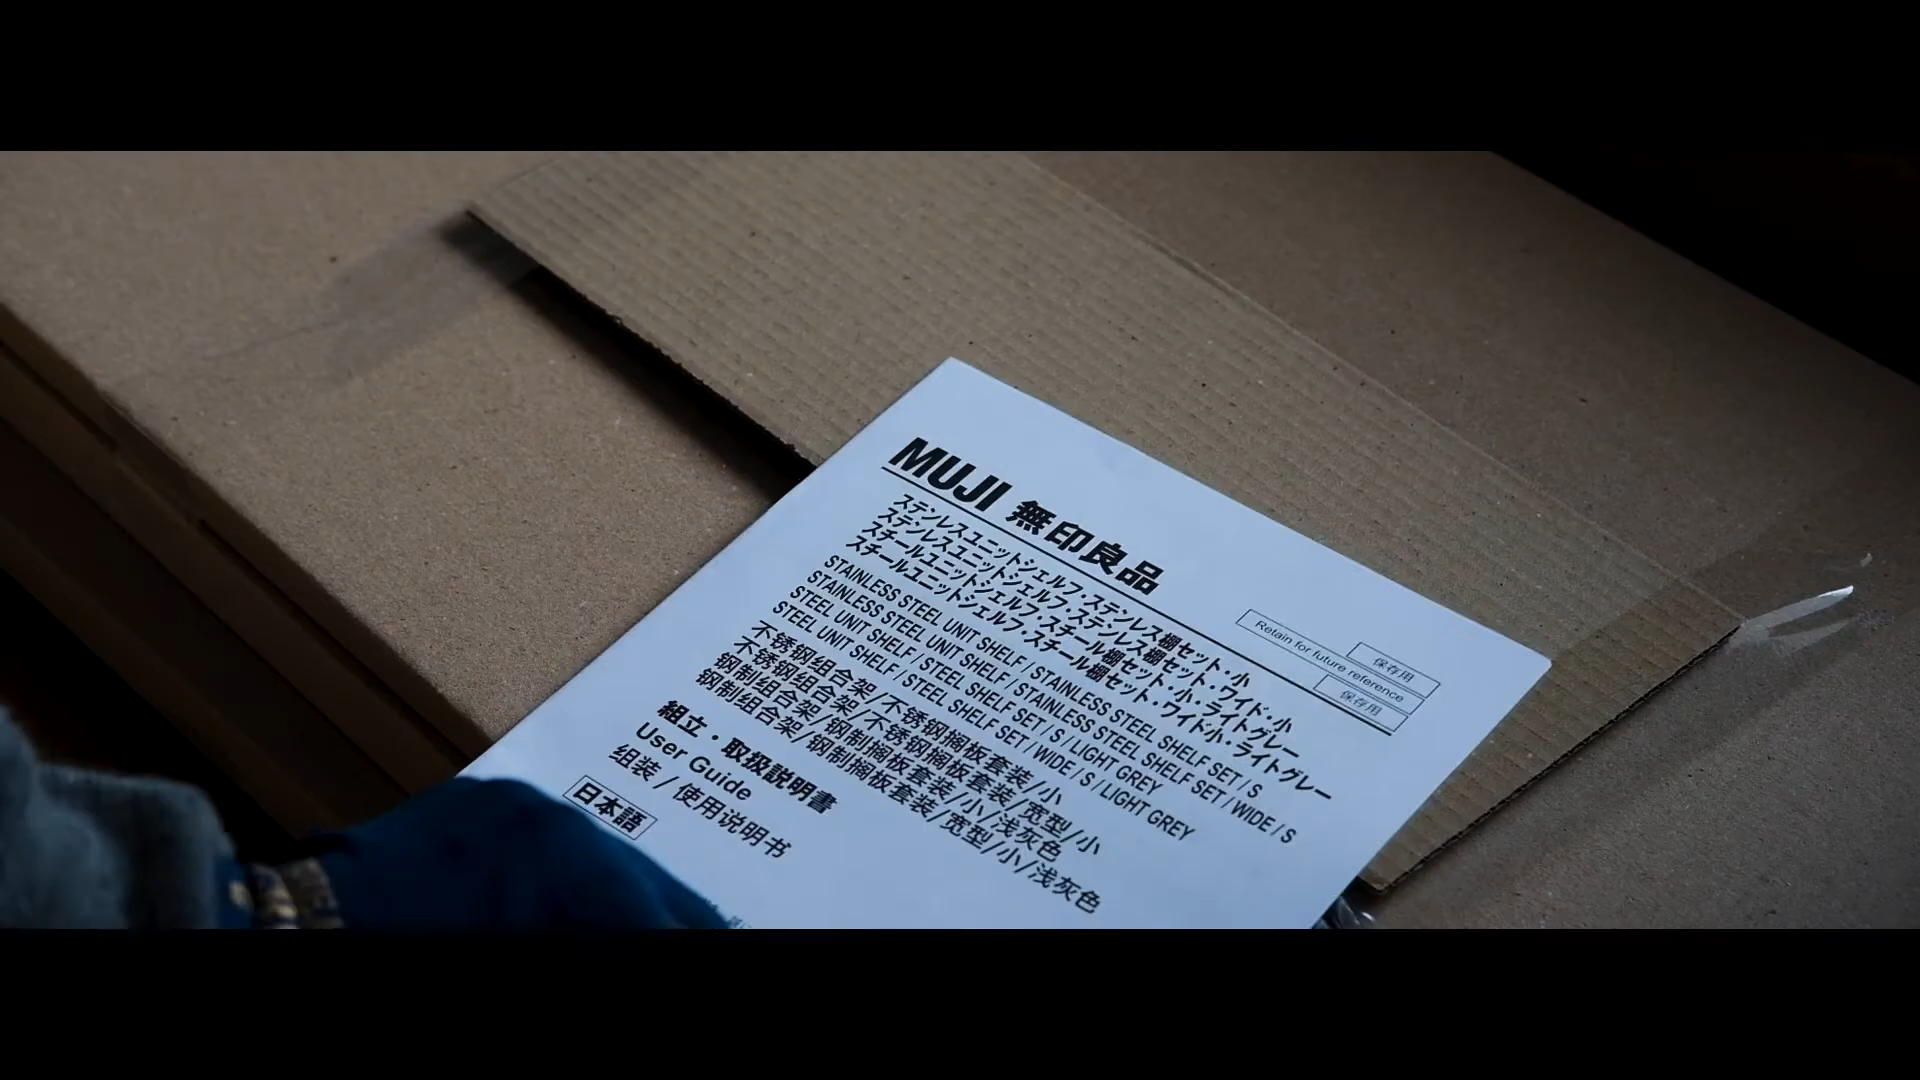 MUJI 無印良品
保存用
Retain for future reference
保存用
ステンレスユニットシェルフ・ステンレス棚セット・小
ステンレスユニットシェルフ・ステンレス棚セット・ワイド・小
スチールユニットシェルフ・スチール棚セット・小・ライトグレー
スチールユニットシェルフ・スチール棚セット・ワイド小・ライトグレー
STAINLESS STEEL UNIT SHELF / STAINLESS STEEL SHELF SET / S
STAINLESS STEEL UNIT SHELF / STAINLESS STEEL SHELF SET / WIDE / S
STEEL UNIT SHELF / STEEL SHELF SET / S / LIGHT GREY
STEEL UNIT SHELF / STEEL SHELF SET / WIDE / S / LIGHT GREY
不锈钢组合架/不锈钢搁板套装/小
不锈钢组合架/不锈钢搁板套装/宽型/小
钢制组合架/钢制搁板套装/小/浅灰色
钢制组合架/钢制搁板套装/宽型/小/浅灰色
組立・取扱説明書
User Guide
组装 / 使用说明书
日本語